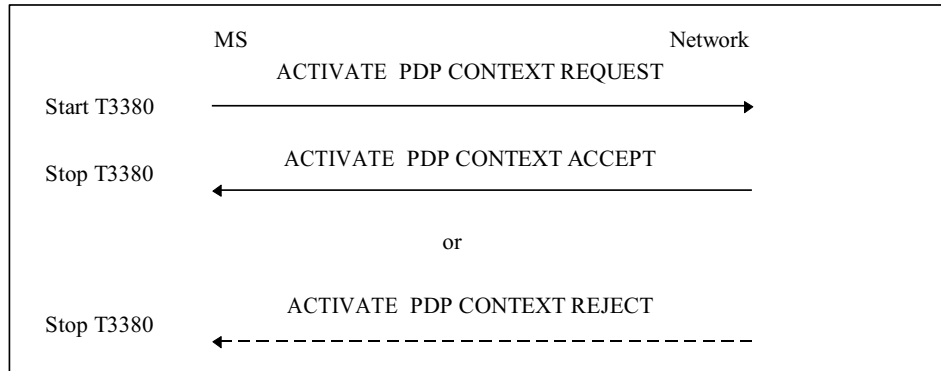 MS Network
ACTIVATE PDP CONTEXT REQUEST
Start T3380
ACTIVATE PDP CONTEXT ACCEPT
Stop T3380
or
ACTIVATE PDP CONTEXT REJECT
Stop T3380